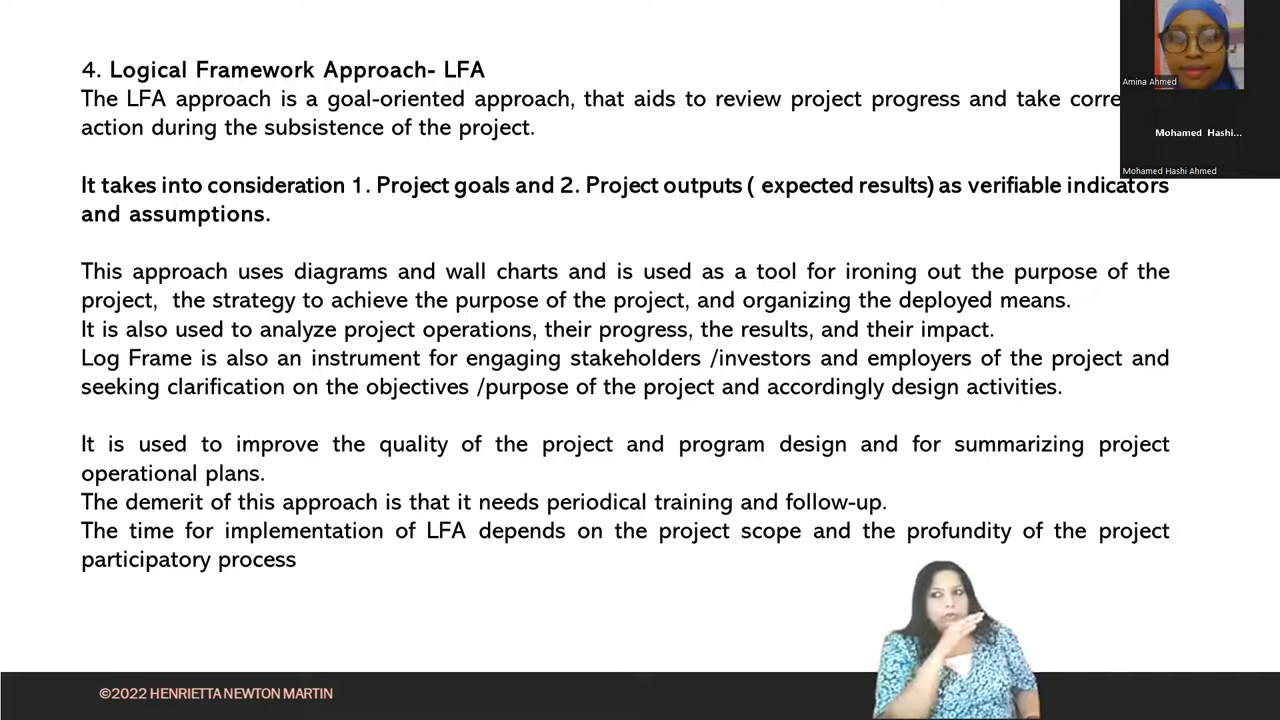 4. Logical Framework Approach- LFA
The LFA approach is a goal-oriented approach, that aids to review project progress and take corre
action during the subsistence of the project.
It takes into consideration 1. Project goals and 2. Project outputs ( expected results) as verifiable indicators
and assumptions.
This approach uses diagrams and wall charts and is used as a tool for ironing out the purpose of the
project, the strategy to achieve the purpose of the project, and organizing the deployed means.
It is also used to analyze project operations, their progress, the results, and their impact.
Log Frame is also an instrument for engaging stakeholders /investors and employers of the project and
seeking clarification on the objectives /purpose of the project and accordingly design activities.
It is used to improve the quality of the project and program design and for summarizing project
operational plans.
The demerit of this approach is that it needs periodical training and follow-up.
The time for implementation of LFA depends on the project scope and the profundity of the project
participatory process
©2022 HENRIETTA NEWTON MARTIN
Amina Ahmed
Mohamed Hashi...
Mohamed Hashi Ahmed